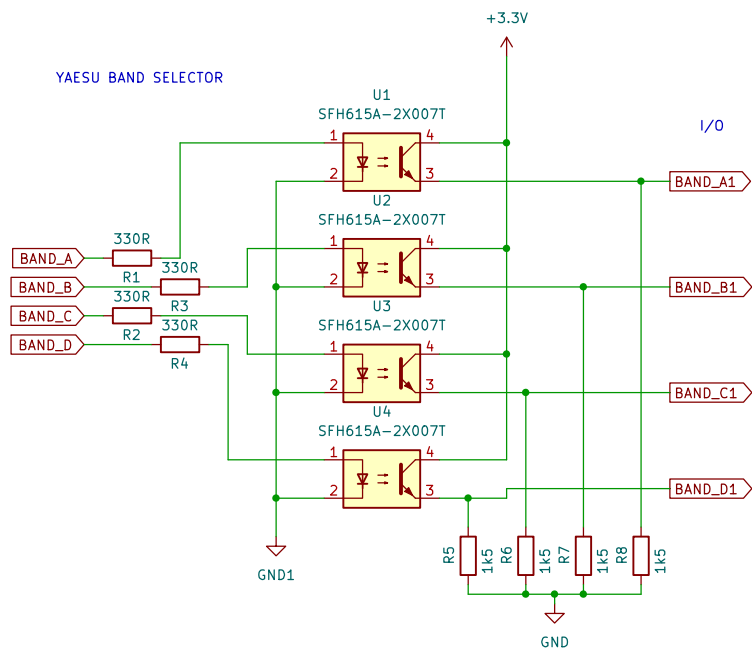 +3.3V
YAESU BAND SELECTOR
U1
SFH615A-2X007T
I/O
1
4
2
3
BAND_A1
U2
SFH615A-2X007T
330R
1
4
BAND_A
R1
330R
2
3
BAND_B
BAND_B1
330R
R3
U3
BAND_C
SFH615A-2X007T
R2
330R
BAND_D
1
4
R4
2
3
BAND_C1
U4
SFH615A-2X007T
1
4
2
3
BAND_D1
R5
1k5
R6
1k5
R7
1k5
R8
1k5
GND1
GND